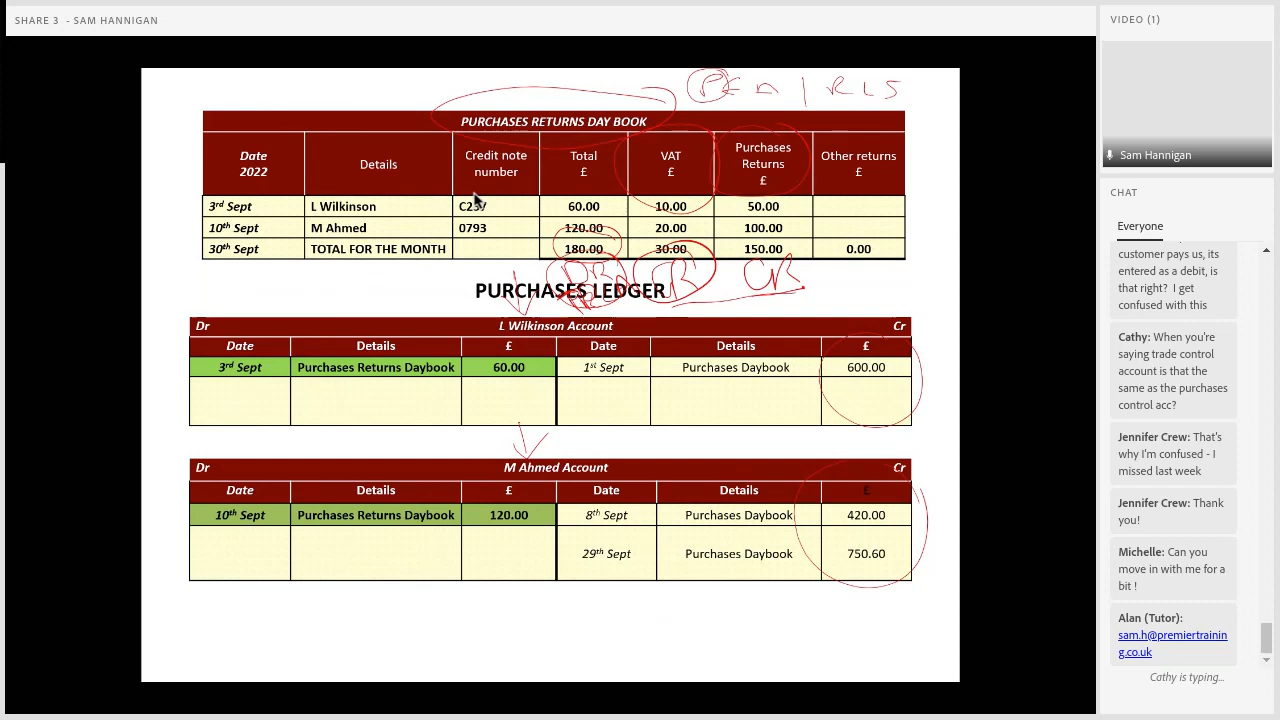 SHARE 3 - SAM HANNIGAN
VIDEO (1)
Sam Hannigan
CHAT
Everyone
customer pays us, its
entered as a debit, is
that right? I get
confused with this
Cathy: When you're
saying trade control
account is that the
same as the purchases
control acc?
Jennifer Crew: That's
why I'm confused - I
missed last week
Jennifer Crew: Thank
you!
Michelle: Can you
move in with me for a
bit !
Alan (Tutor):
sam.h@premiertrainin
g.co.uk
Cathy is typing...
PURCHASES RETURNS DAY BOOK
Date 2022 Details Credit note number Total £ VAT £ Purchases Returns £ Other returns £
3rd Sept L Wilkinson 60.00 10.00 50.00
10th Sept M Ahmed 0793 120.00 20.00 100.00
30th Sept TOTAL FOR THE MONTH 180.00 30.00 150.00 0.00
DR CR CR
PURCHASES LEDGER
Dr L Wilkinson Account Cr
Date Details £ Date Details £
3rd Sept Purchases Returns Daybook 60.00 1st Sept Purchases Daybook 600.00
Dr M Ahmed Account Cr
Date Details £ Date Details £
10th Sept Purchases Returns Daybook 120.00 8th Sept Purchases Daybook 420.00
29th Sept Purchases Daybook 750.60